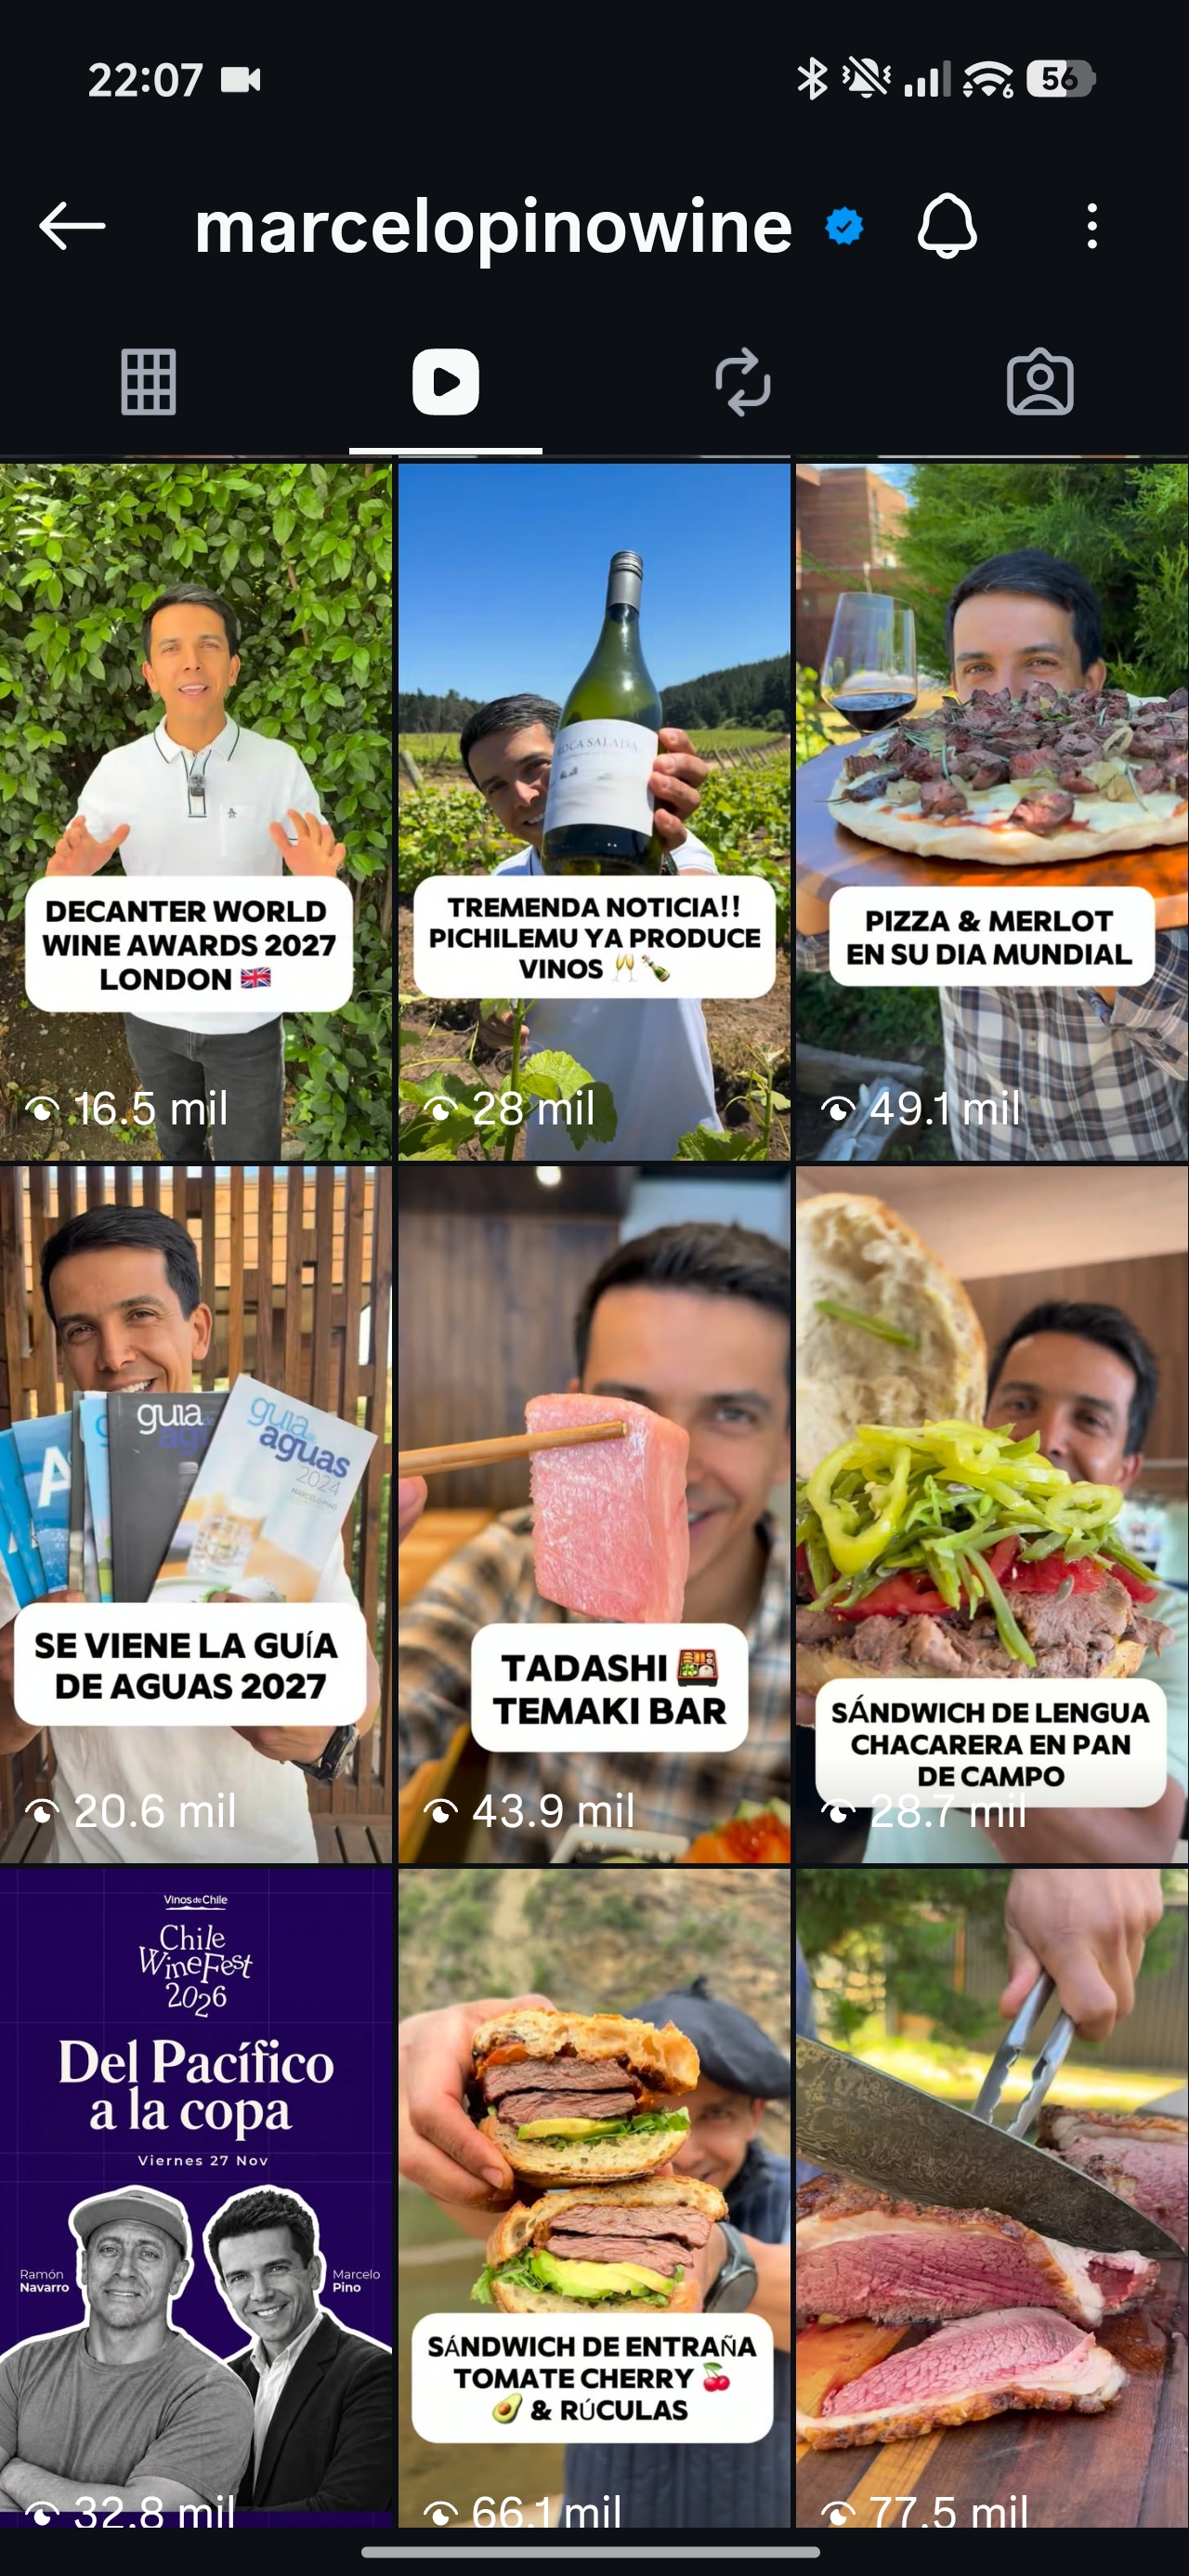 22:07
56
marcelopinowine
DECANTER WORLD
WINE AWARDS 2027
LONDON 🇬🇧
16.5 mil
ROCA SALADA
TREMENDA NOTICIA!!
PICHILEMU YA PRODUCE
VINOS 🥂🍾
28 mil
PIZZA & MERLOT
EN SU DIA MUNDIAL
49.1 mil
guia
guia
aguas
2024
MARCELO PINO
SE VIENE LA GUÍA
DE AGUAS 2027
20.6 mil
TADASHI 🍱
TEMAKI BAR
43.9 mil
SÁNDWICH DE LENGUA
CHACARERA EN PAN
DE CAMPO
28.7 mil
Vinos de Chile
Chile
WineFest
2026
Del Pacífico
a la copa
Viernes 27 Nov
Ramón
Navarro
Marcelo
Pino
32.8 mil
SÁNDWICH DE ENTRAÑA
TOMATE CHERRY 🍒
🥑 & RÚCULAS
66.1 mil
77.5 mil